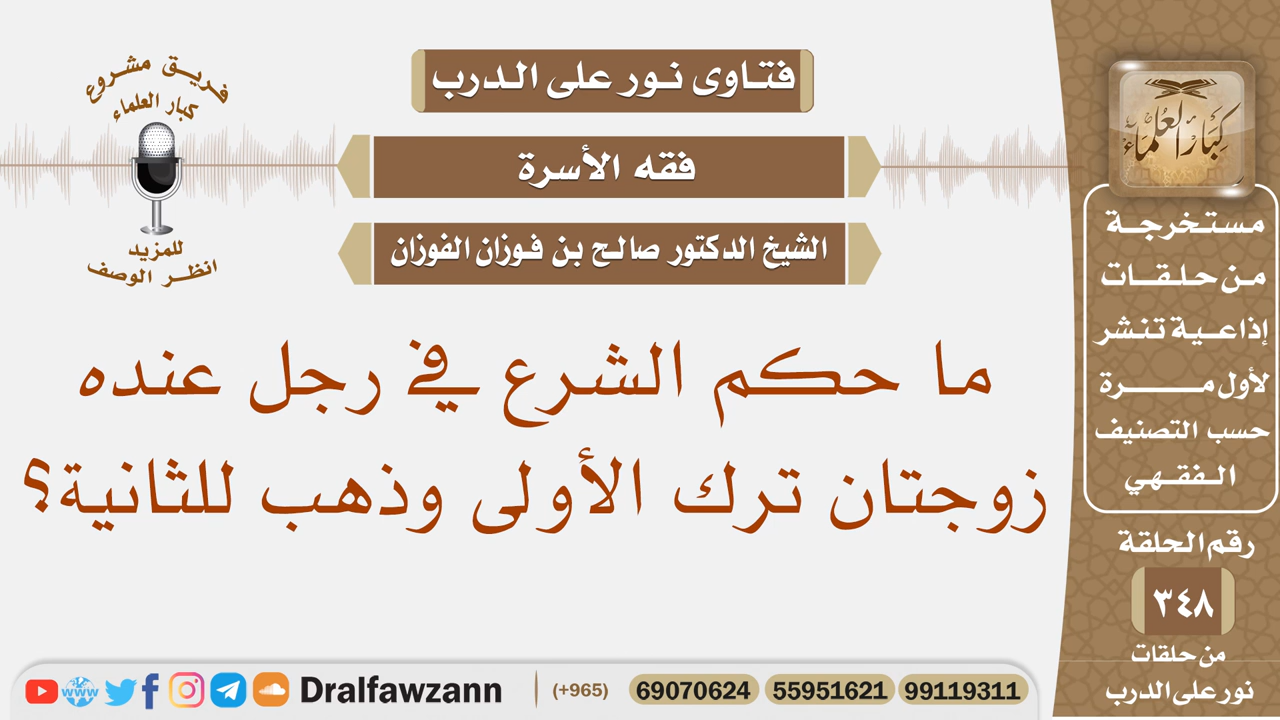 فتاوى نور على الدرب
فقه الأسرة
الشيخ الدكتور صالح بن فوزان الفوزان
فريق مشروع
كبار العلماء
للمزيد
انظر الوصف
ما حكم الشرع في رجل عنده
زوجتان ترك الأولى وذهب للثانية؟
كبار العلماء
مستخرجة
من حلقات
إذاعية تنشر
لأول مرة
حسب التصنيف
الفقهي
رقم الحلقة
٣٤٨
من حلقات
نور على الدرب
www Dralfawzann (+965) 69070624 55951621 99119311